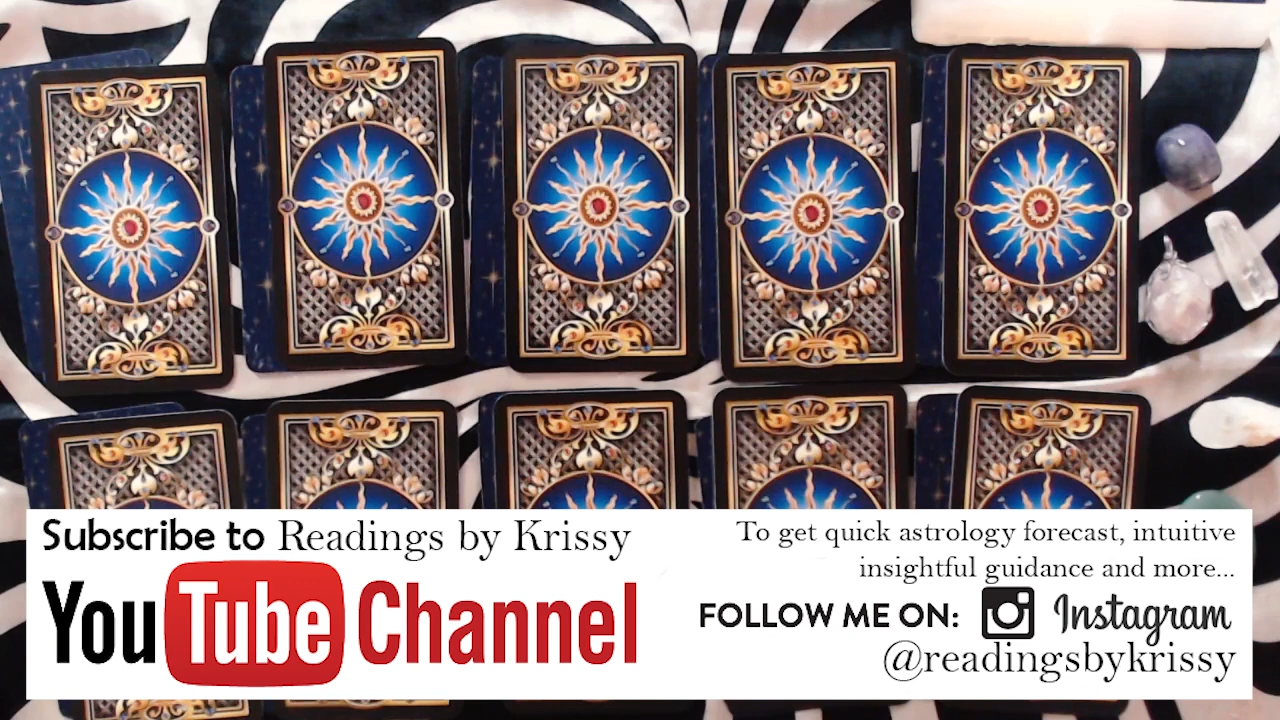 Subscribe to Readings by Krissy
YouTube Channel
To get quick astrology forecast, intuitive
insightful guidance and more...
FOLLOW ME ON: Instagram
@readingsbykrissy